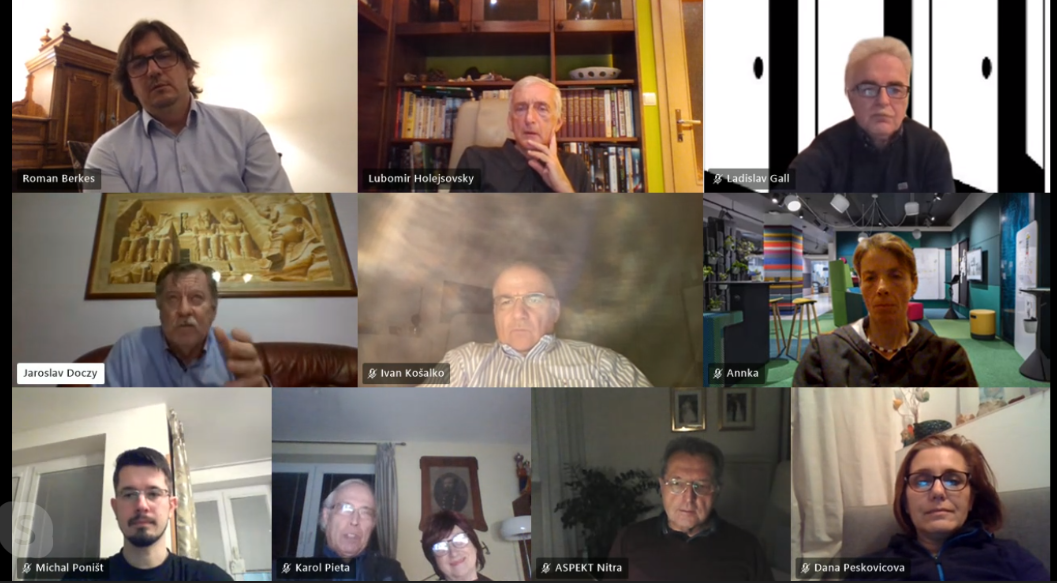 Roman Berkes
Lubomir Holejsovsky
Ladislav Gall
Jaroslav Doczy
Ivan Košalko
Annka
Michal Poništ
Karol Pieta
ASPEKT Nitra
Dana Peskovicova